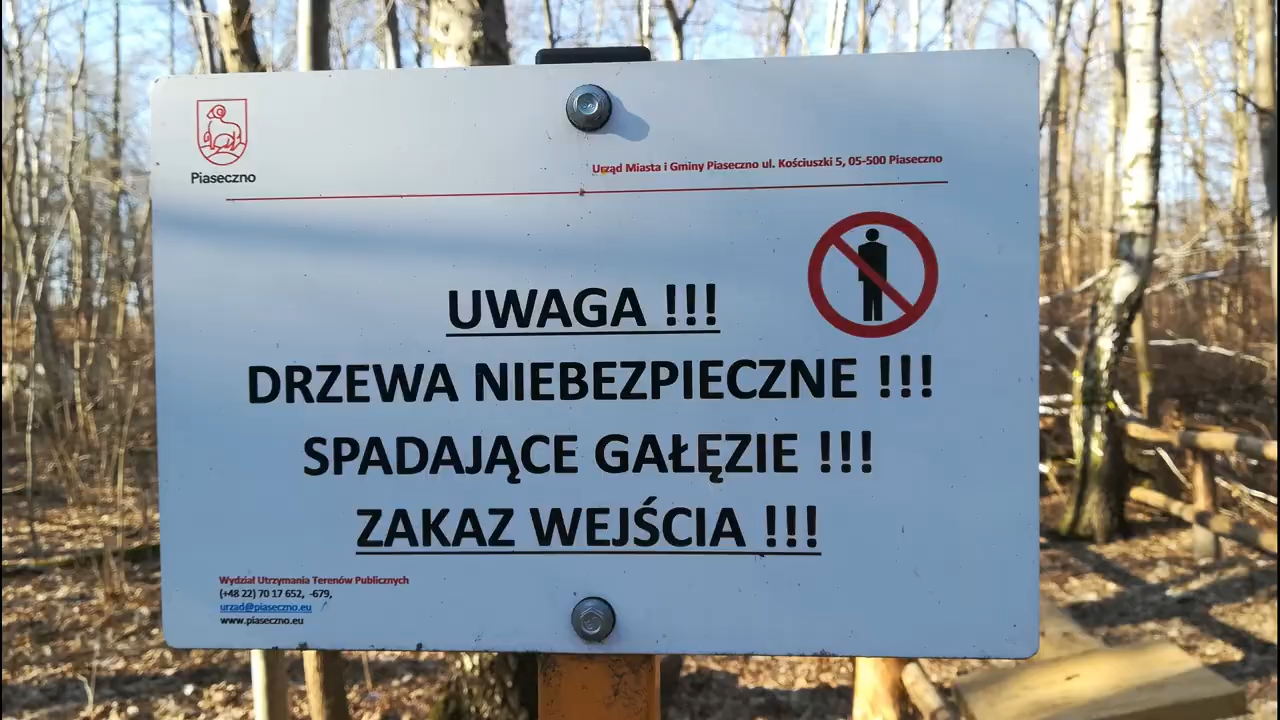 Piaseczno
Urząd Miasta i Gminy Piaseczno ul. Kościuszki 5, 05-500 Piaseczno
UWAGA !!!
DRZEWA NIEBEZPIECZNE !!!
SPADAJĄCE GAŁĘZIE !!!
ZAKAZ WEJŚCIA !!!
Wydział Utrzymania Terenów Publicznych
(+48 22) 70 17 652, -679,
urzad@piaseczno.eu
www.piaseczno.eu